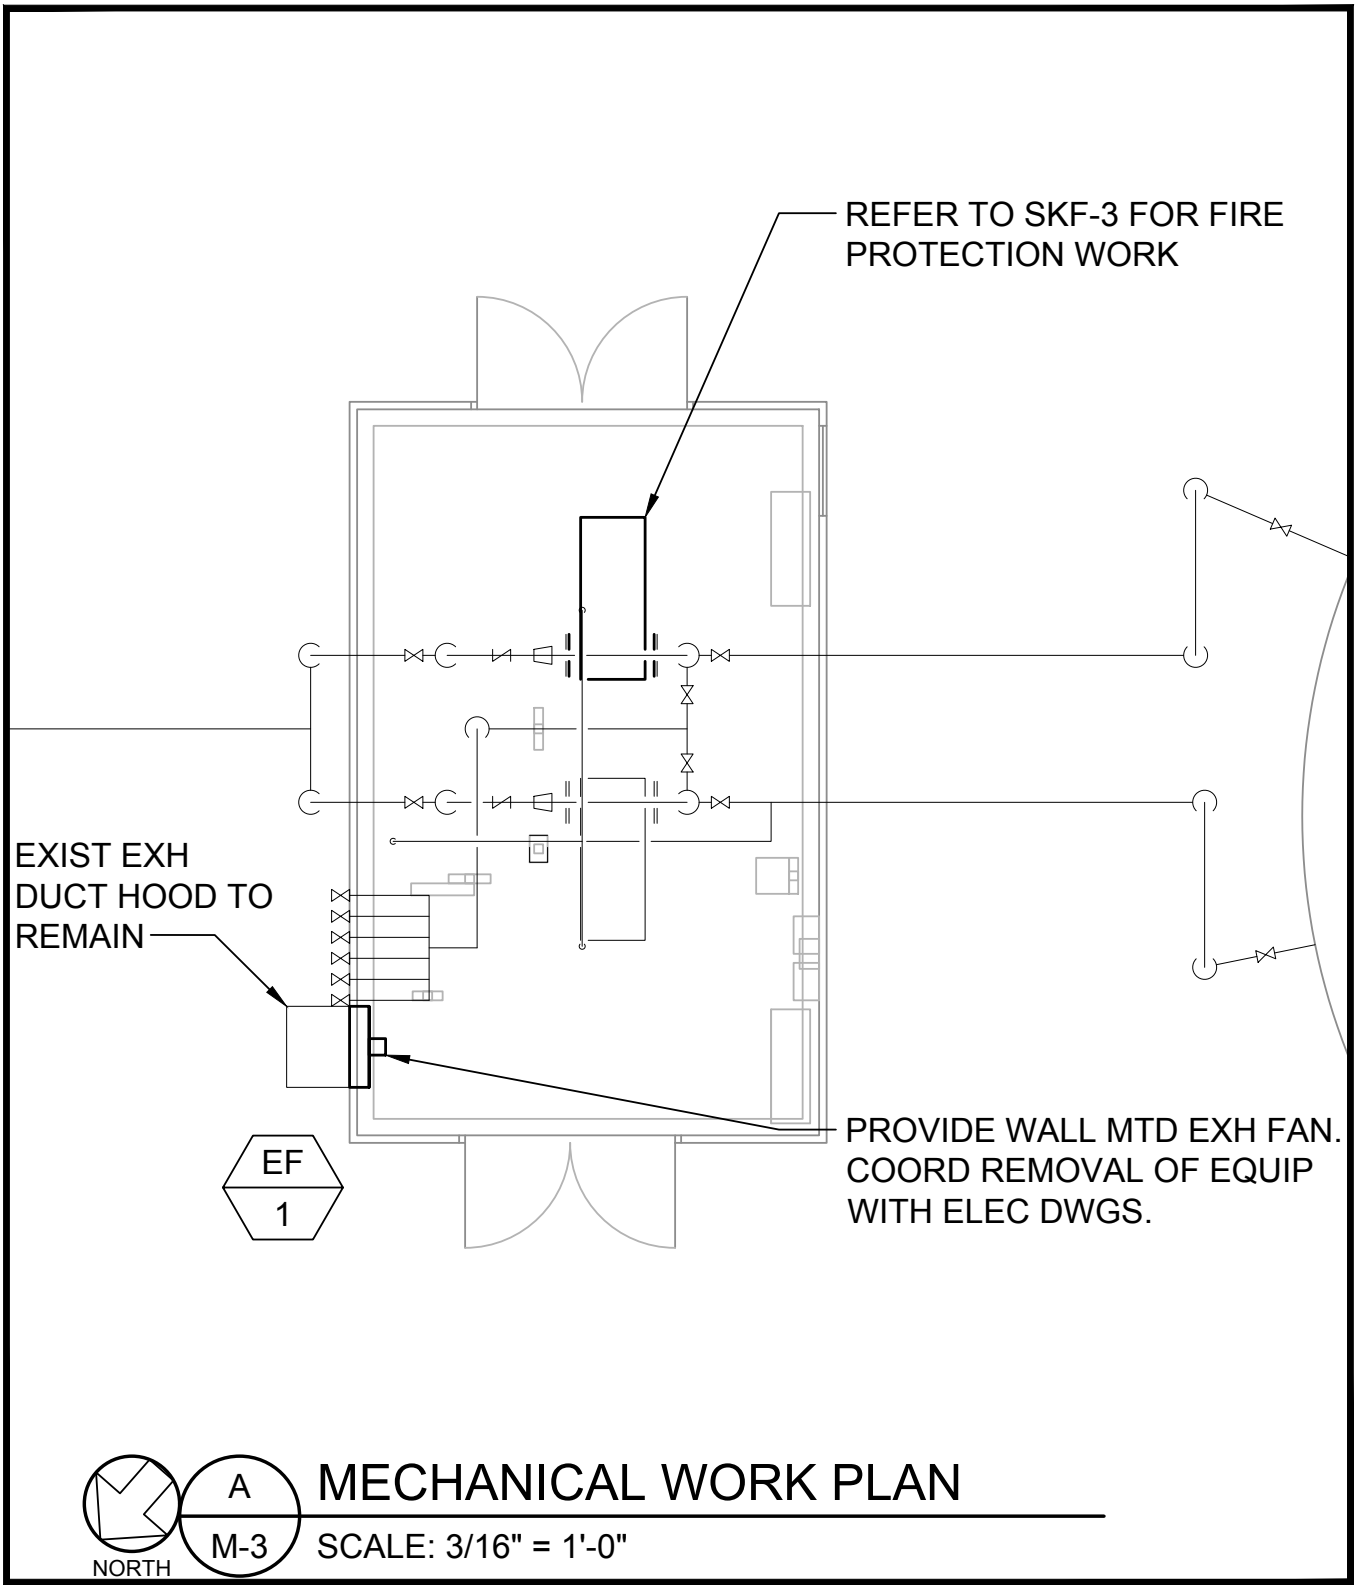 REFER TO SKF-3 FOR FIRE
PROTECTION WORK
EXIST EXH
DUCT HOOD TO
REMAIN
PROVIDE WALL MTD EXH FAN.
COORD REMOVAL OF EQUIP
WITH ELEC DWGS.
EF
1
A
M-3
NORTH
MECHANICAL WORK PLAN
SCALE: 3/16" = 1'-0"